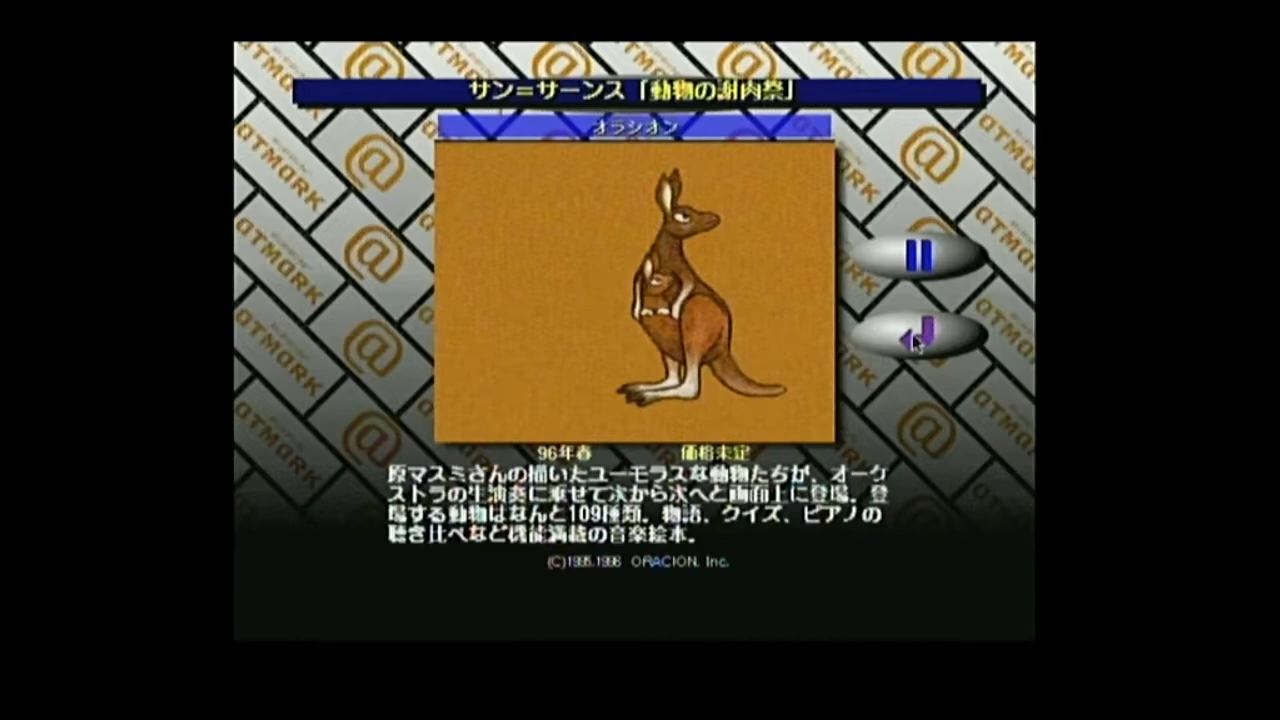 サン=サーンス「動物の謝肉祭」
オラシオン
96年春 価格未定
原マスミさんの描いたユーモラスな動物たちが、オーケ
ストラの生演奏に乗せて次から次へと画面上に登場。登
場する動物はなんと109種類。物語、クイズ、ピアノの
聴き比べなど機能満載の音楽絵本。
(C)1995,1996 ORACION, Inc.
@
QTMARK